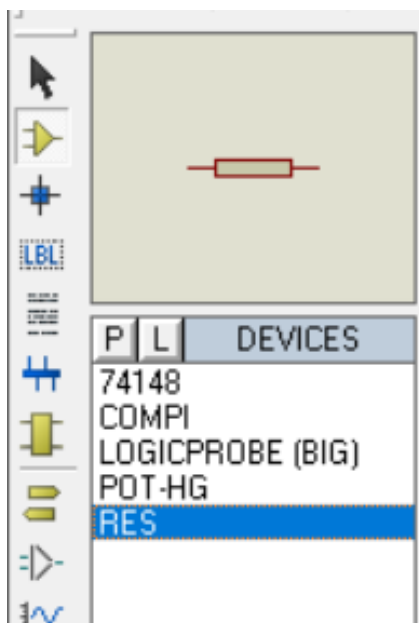 LBL
P L DEVICES
74148
COMPI
LOGICPROBE (BIG)
POT-HG
RES